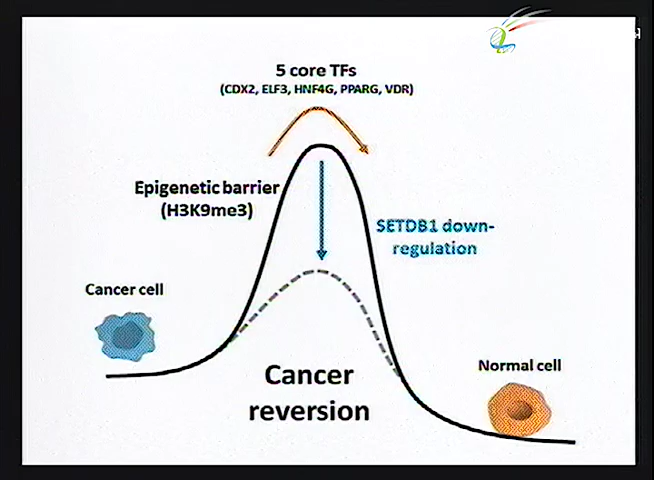 5 core TFs
(CDX2, ELF3, HNF4G, PPARG, VDR)
Epigenetic barrier
(H3K9me3)
SETDB1 down-
regulation
Cancer cell
Normal cell
Cancer
reversion